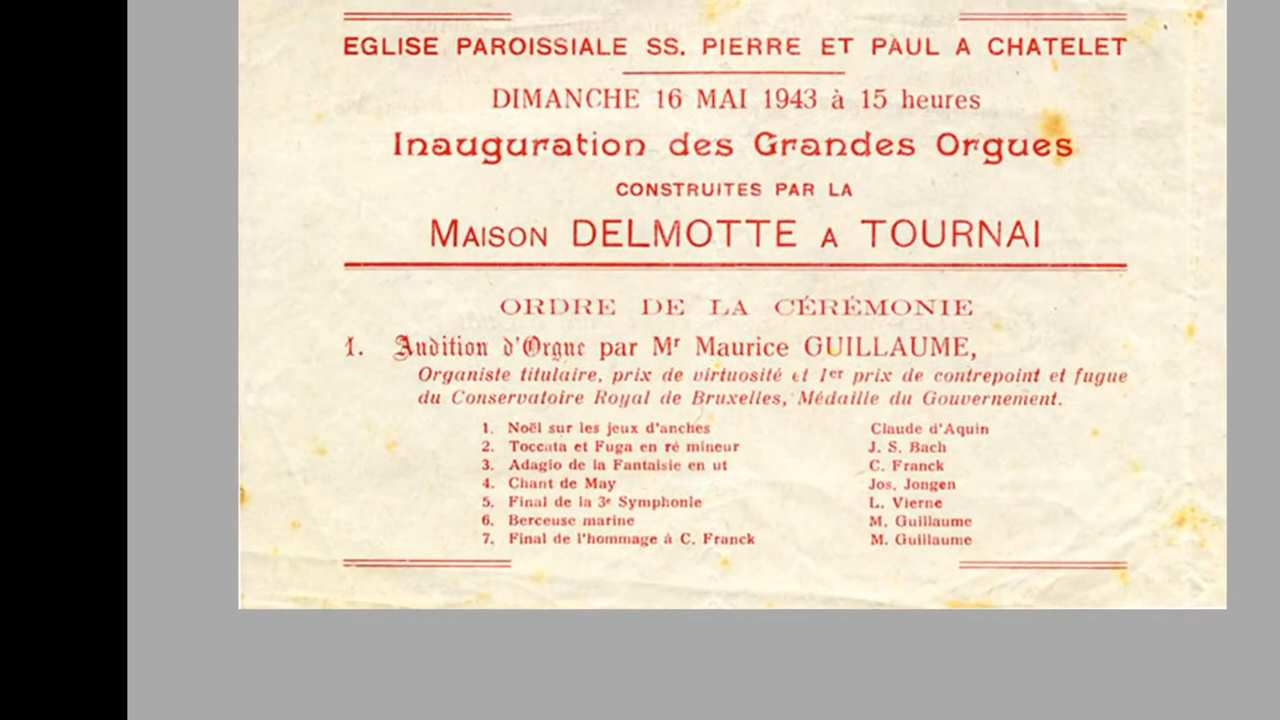 EGLISE PAROISSIALE SS. PIERRE ET PAUL A CHATELET
DIMANCHE 16 MAI 1943 à 15 heures
Inauguration des Grandes Orgues
CONSTRUITES PAR LA
MAISON DELMOTTE A TOURNAI
ORDRE DE LA CÉRÉMONIE
1. Audition d'Orgue par Mr Maurice GUILLAUME,
Organiste titulaire, prix de virtuosité et 1er prix de contrepoint et fugue
du Conservatoire Royal de Bruxelles, Médaille du Gouvernement.
1. Noël sur les jeux d'anches Claude d'Aquin
2. Toccata et Fuga en ré mineur J. S. Bach
3. Adagio de la Fantaisie en ut C. Franck
4. Chant de May Jos. Jongen
5. Final de la 3e Symphonie L. Vierne
6. Berceuse marine M. Guillaume
7. Final de l'hommage à C. Franck M. Guillaume